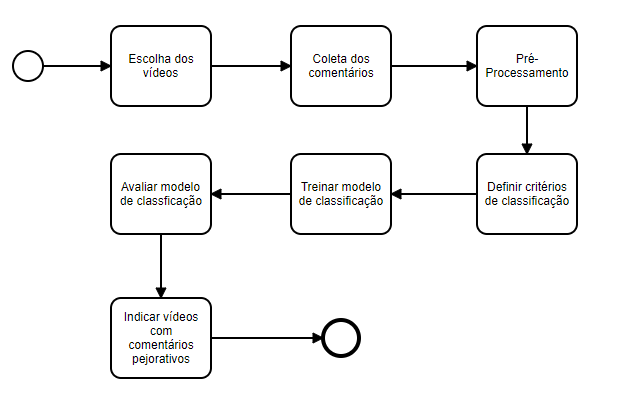 Escolha dos
vídeos
Coleta dos
comentários
Pré-
Processamento
Definir critérios
de classificação
Treinar modelo
de classificação
Avaliar modelo
de classficação
Indicar vídeos
com
comentários
pejorativos